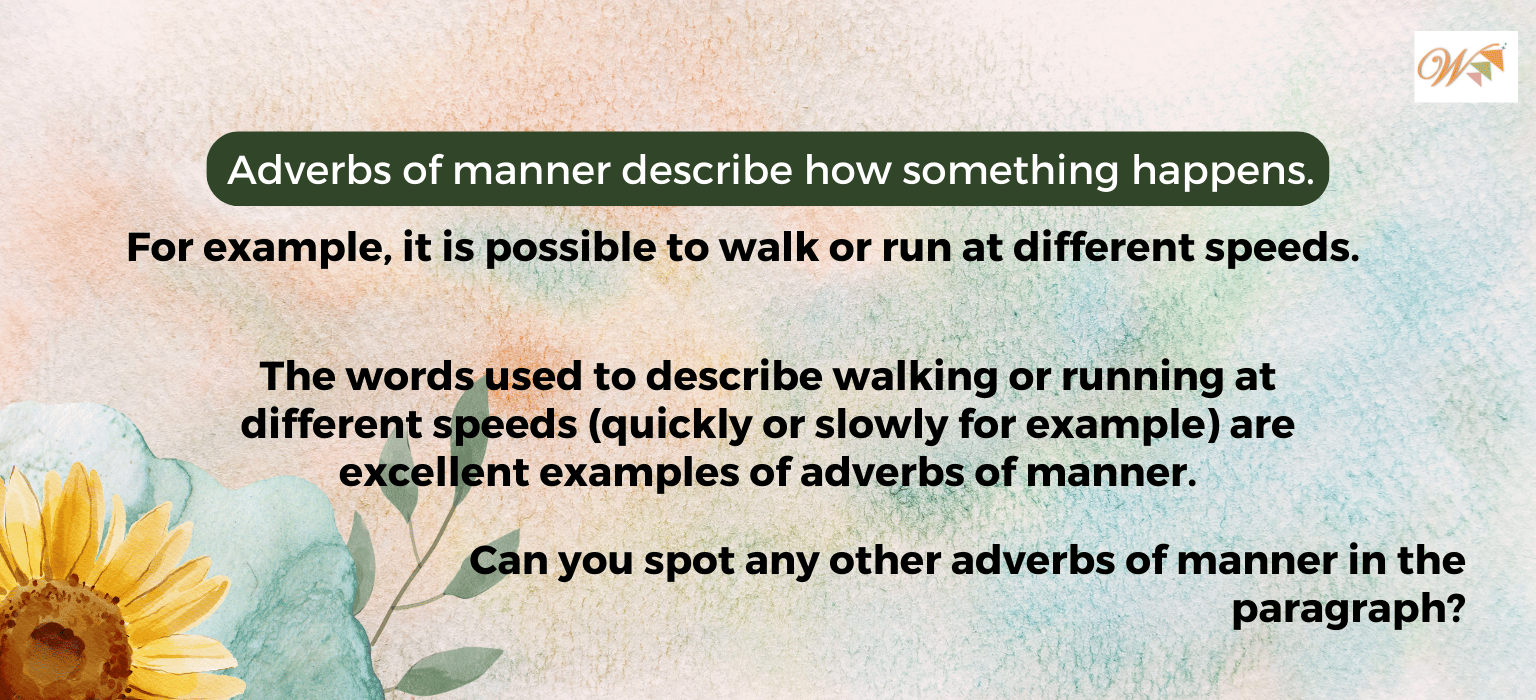 W
Adverbs of manner describe how something happens.
For example, it is possible to walk or run at different speeds.
The words used to describe walking or running at
different speeds (quickly or slowly for example) are
excellent examples of adverbs of manner.
Can you spot any other adverbs of manner in the
paragraph?